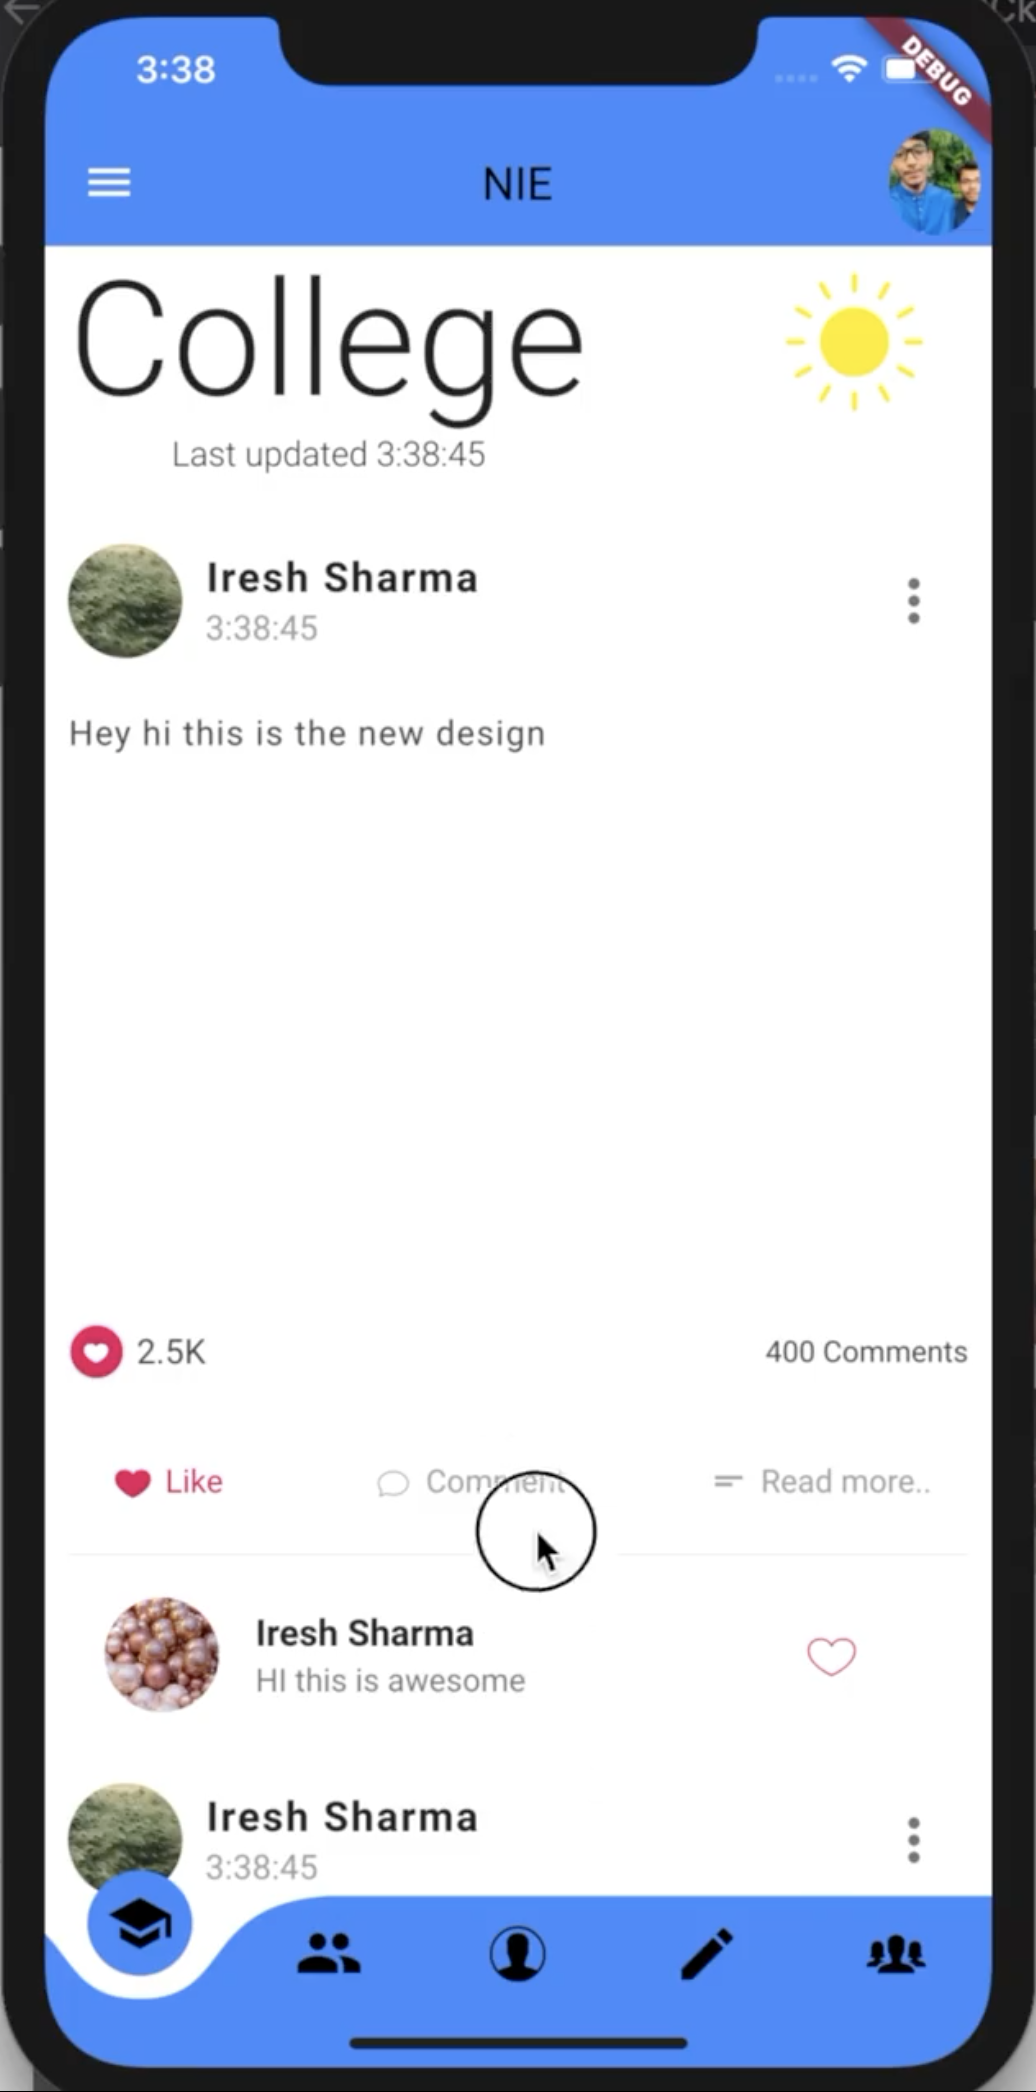 3:38
DEBUG
NIE
College
Last updated 3:38:45
Iresh Sharma
3:38:45
Hey hi this is the new design
2.5K
400 Comments
Like
Comment
Read more..
Iresh Sharma
HI this is awesome
Iresh Sharma
3:38:45